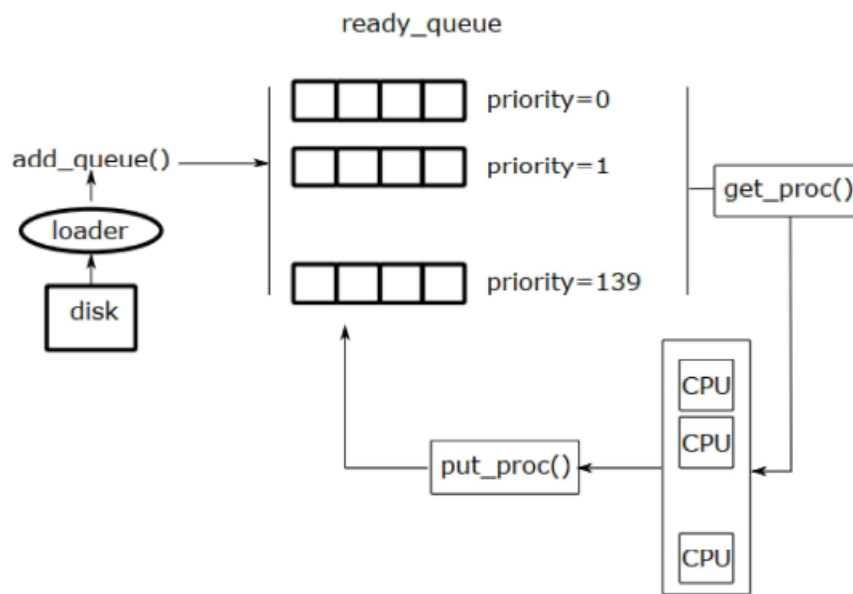 ready_queue
priority=0
add_queue()
priority=1
get_proc()
loader
priority=139
disk
CPU
CPU
put_proc()
CPU